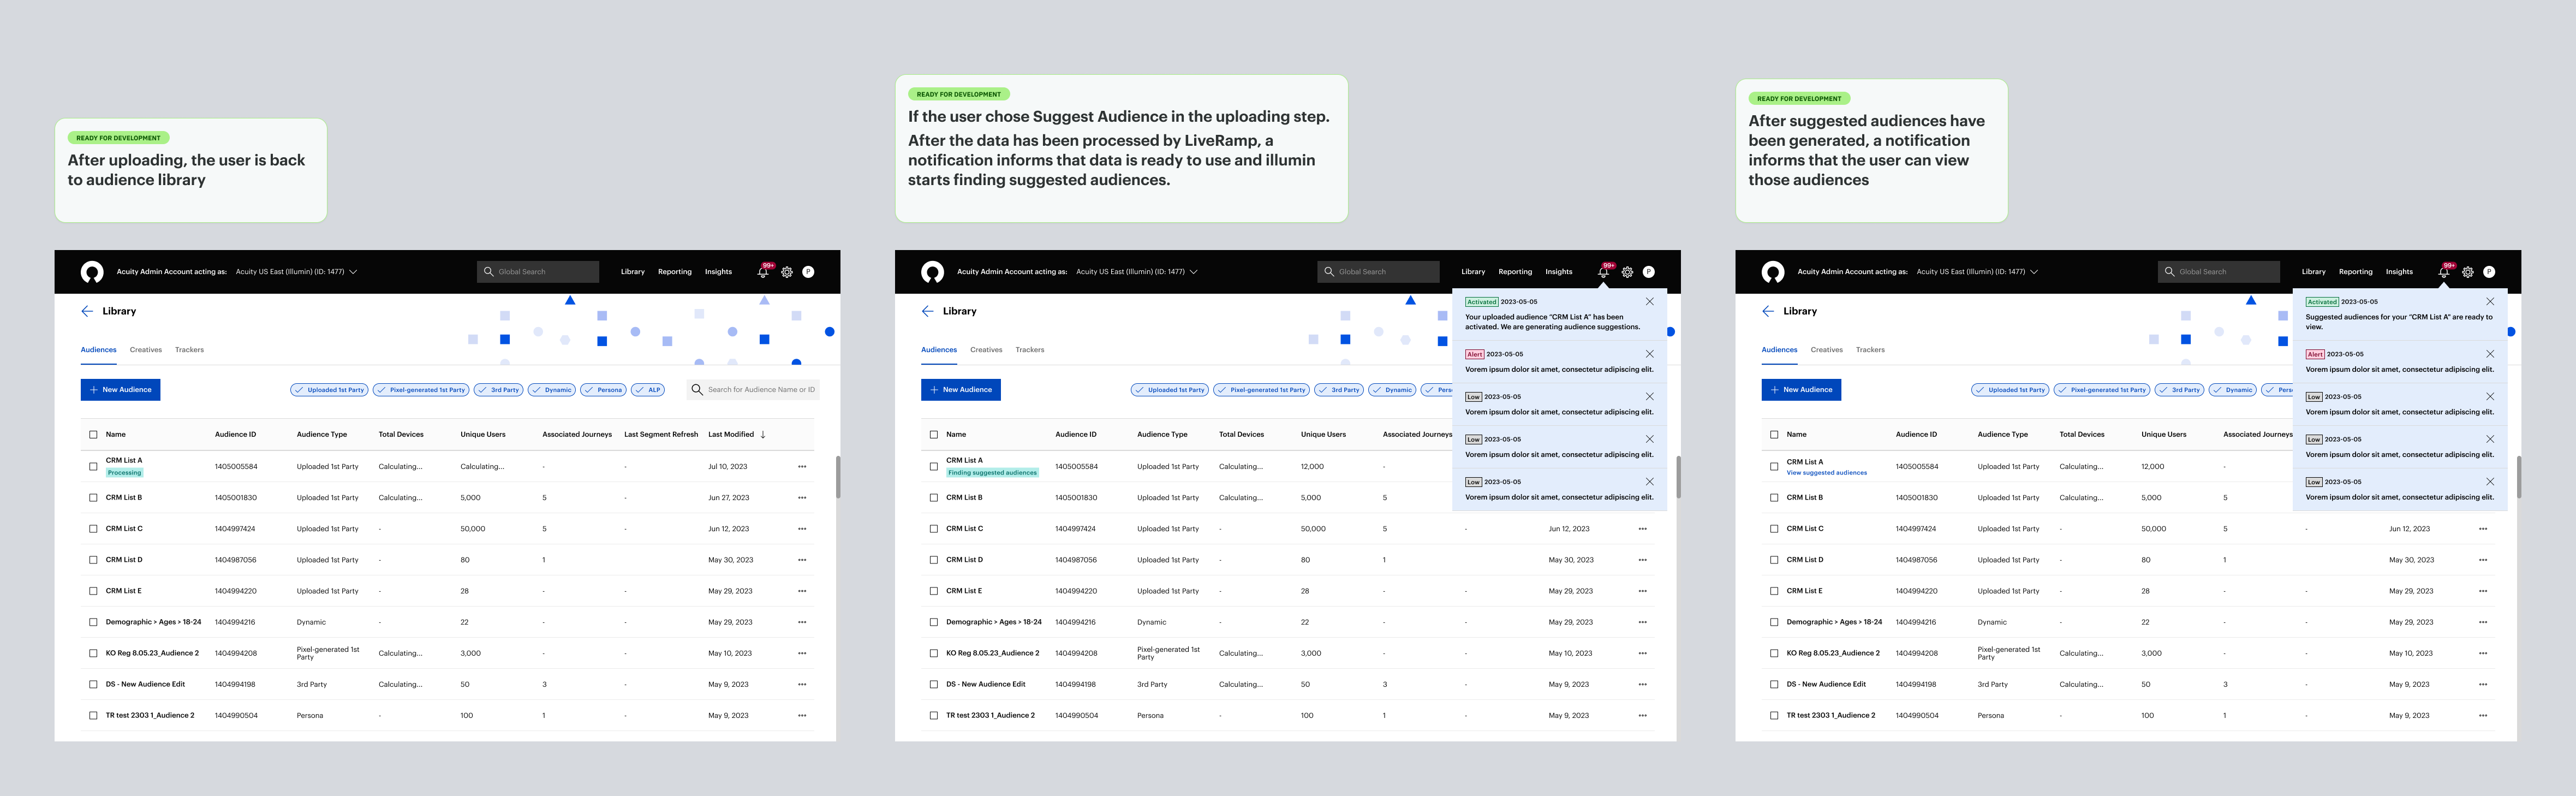 READY FOR DEVELOPMENT
After uploading, the user is back
to audience library
READY FOR DEVELOPMENT
If the user chose Suggest Audience in the uploading step.
After the data has been processed by LiveRamp, a
notification informs that data is ready to use and illumin
starts finding suggested audiences.
READY FOR DEVELOPMENT
After suggested audiences have
been generated, a notification
informs that the user can view
those audiences
Acuity Admin Account acting as: Acuity US East (Illumin) (ID: 1477) Global Search Library Reporting Insights 99+ P
Library
Audiences Creatives Trackers
+ New Audience Uploaded 1st Party Pixel-generated 1st Party 3rd Party Dynamic Persona ALP Search for Audience Name or ID
Name Audience ID Audience Type Total Devices Unique Users Associated Journeys Last Segment Refresh Last Modified ↓
CRM List A 1405005584 Uploaded 1st Party Calculating... Calculating... - - Jul 10, 2023 •••
Processing
CRM List B 1405001830 Uploaded 1st Party Calculating... 5,000 5 - Jun 27, 2023 •••
CRM List C 1404997424 Uploaded 1st Party - 50,000 5 - Jun 12, 2023 •••
CRM List D 1404987056 Uploaded 1st Party - 80 1 - May 30, 2023 •••
CRM List E 1404994220 Uploaded 1st Party - 28 - - May 29, 2023 •••
Demographic > Ages > 18-24 1404994216 Dynamic - 22 - - May 29, 2023 •••
KO Reg 8.05.23_Audience 2 1404994208 Pixel-generated 1st Party Calculating... 3,000 - - May 10, 2023 •••
DS - New Audience Edit 1404994198 3rd Party Calculating... 50 3 - May 9, 2023 •••
TR test 2303 1_Audience 2 1404990504 Persona - 100 1 - May 9, 2023 •••
Acuity Admin Account acting as: Acuity US East (Illumin) (ID: 1477) Global Search Library Reporting Insights 99+ P
Library
Audiences Creatives Trackers
+ New Audience Uploaded 1st Party Pixel-generated 1st Party 3rd Party Dynamic Pers
Activated 2023-05-05
Your uploaded audience “CRM List A” has been
activated. We are generating audience suggestions.
Alert 2023-05-05
Vorem ipsum dolor sit amet, consectetur adipiscing elit.
Low 2023-05-05
Vorem ipsum dolor sit amet, consectetur adipiscing elit.
Low 2023-05-05
Vorem ipsum dolor sit amet, consectetur adipiscing elit.
Low 2023-05-05
Vorem ipsum dolor sit amet, consectetur adipiscing elit.
Name Audience ID Audience Type Total Devices Unique Users Associated Journeys
CRM List A 1405005584 Uploaded 1st Party Calculating... 12,000 -
Finding suggested audiences
CRM List B 1405001830 Uploaded 1st Party Calculating... 5,000 5
CRM List C 1404997424 Uploaded 1st Party - 50,000 5 - Jun 12, 2023 •••
CRM List D 1404987056 Uploaded 1st Party - 80 1 May 30, 2023 •••
CRM List E 1404994220 Uploaded 1st Party - 28 - - May 29, 2023 •••
Demographic > Ages > 18-24 1404994216 Dynamic - 22 - - May 29, 2023 •••
KO Reg 8.05.23_Audience 2 1404994208 Pixel-generated 1st Party Calculating... 3,000 - - May 10, 2023 •••
DS - New Audience Edit 1404994198 3rd Party Calculating... 50 3 - May 9, 2023 •••
TR test 2303 1_Audience 2 1404990504 Persona - 100 1 - May 9, 2023 •••
Acuity Admin Account acting as: Acuity US East (Illumin) (ID: 1477) Global Search Library Reporting Insights 99+ P
Library
Audiences Creatives Trackers
+ New Audience Uploaded 1st Party Pixel-generated 1st Party 3rd Party Dynamic Pers
Activated 2023-05-05
Suggested audiences for your “CRM List A” are ready to
view.
Alert 2023-05-05
Vorem ipsum dolor sit amet, consectetur adipiscing elit.
Low 2023-05-05
Vorem ipsum dolor sit amet, consectetur adipiscing elit.
Low 2023-05-05
Vorem ipsum dolor sit amet, consectetur adipiscing elit.
Low 2023-05-05
Vorem ipsum dolor sit amet, consectetur adipiscing elit.
Name Audience ID Audience Type Total Devices Unique Users Associated Journeys
CRM List A 1405005584 Uploaded 1st Party Calculating... 12,000 -
View suggested audiences
CRM List B 1405001830 Uploaded 1st Party Calculating... 5,000 5
CRM List C 1404997424 Uploaded 1st Party - 50,000 5 - Jun 12, 2023 •••
CRM List D 1404987056 Uploaded 1st Party - 80 1 May 30, 2023 •••
CRM List E 1404994220 Uploaded 1st Party - 28 - - May 29, 2023 •••
Demographic > Ages > 18-24 1404994216 Dynamic - 22 - - May 29, 2023 •••
KO Reg 8.05.23_Audience 2 1404994208 Pixel-generated 1st Party Calculating... 3,000 - - May 10, 2023 •••
DS - New Audience Edit 1404994198 3rd Party Calculating... 50 3 - May 9, 2023 •••
TR test 2303 1_Audience 2 1404990504 Persona - 100 1 - May 9, 2023 •••